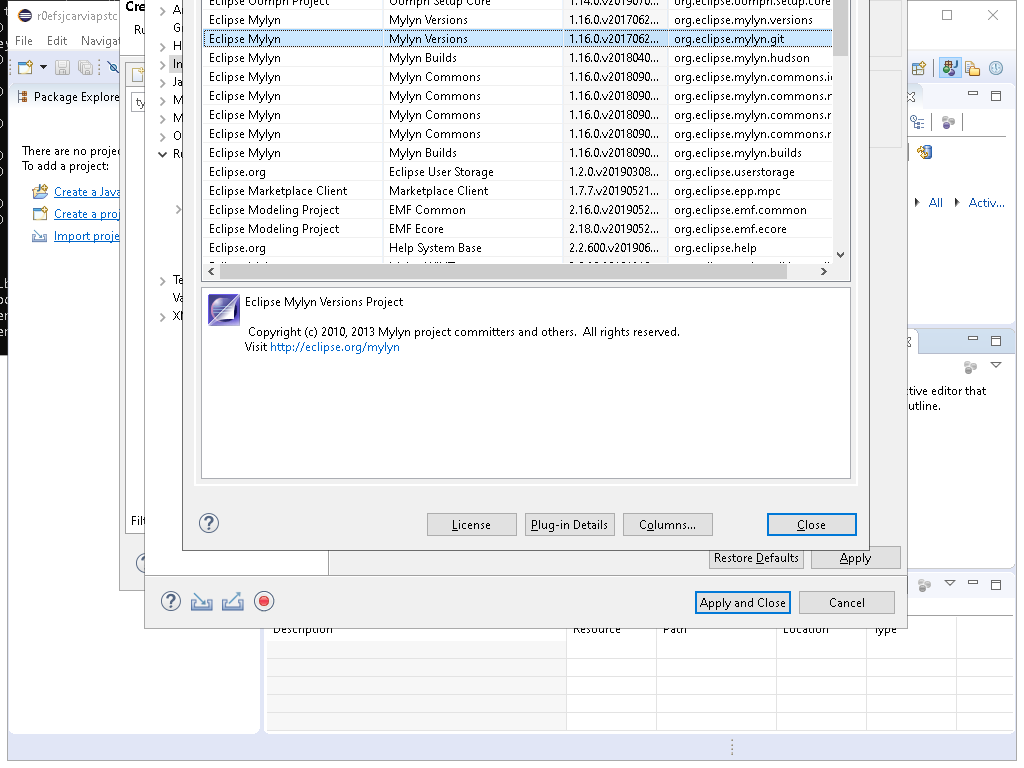 r0efsjcarviapstc
File Edit Navigat
Package Explore
There are no projec
To add a project:
Create a Java
Create a proj
Import proje
Cre
Ru
ty
Filt
Eclipse Oomph Project Oomph Setup Core 1.14.0.v2019070... org.eclipse.oomph.setup.core
Eclipse Mylyn Mylyn Versions 1.16.0.v2017062... org.eclipse.mylyn.versions
Eclipse Mylyn Mylyn Versions 1.16.0.v2017062... org.eclipse.mylyn.git
Eclipse Mylyn Mylyn Builds 1.16.0.v2018040... org.eclipse.mylyn.hudson
Eclipse Mylyn Mylyn Commons 1.16.0.v2018090... org.eclipse.mylyn.commons.i
Eclipse Mylyn Mylyn Commons 1.16.0.v2018090... org.eclipse.mylyn.commons.r
Eclipse Mylyn Mylyn Commons 1.16.0.v2018090... org.eclipse.mylyn.commons.r
Eclipse Mylyn Mylyn Commons 1.16.0.v2018090... org.eclipse.mylyn.commons.r
Eclipse Mylyn Mylyn Builds 1.16.0.v2018090... org.eclipse.mylyn.builds
Eclipse.org Eclipse User Storage 1.2.0.v20190308... org.eclipse.userstorage
Eclipse Marketplace Client Marketplace Client 1.7.7.v20190521... org.eclipse.epp.mpc
Eclipse Modeling Project EMF Common 2.16.0.v2019052... org.eclipse.emf.common
Eclipse Modeling Project EMF Ecore 2.18.0.v2019052... org.eclipse.emf.ecore
Eclipse.org Help System Base 2.2.600.v201906... org.eclipse.help
Eclipse Mylyn Versions Project
Copyright (c) 2010, 2013 Mylyn project committers and others. All rights reserved.
Visit http://eclipse.org/mylyn
License Plug-in Details Columns... Close
Restore Defaults Apply
Apply and Close Cancel
All Activ...
tive editor that
utline.
Description Resource Path Location Type